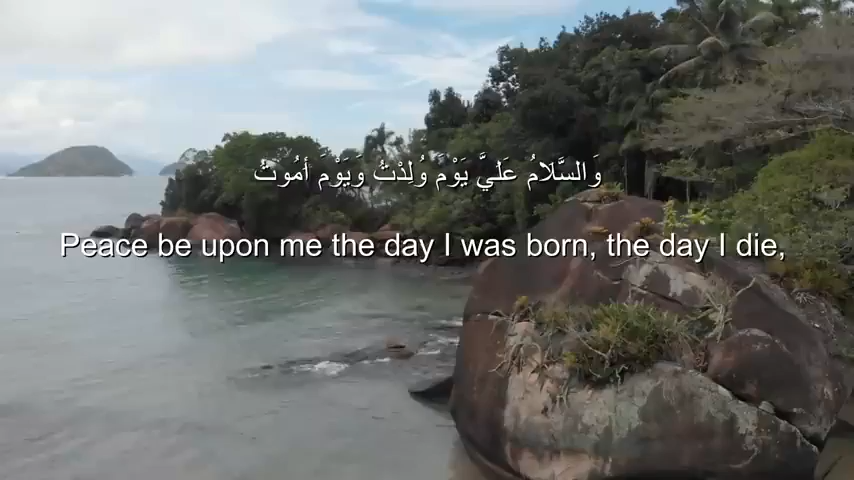 وَالسَّلَامُ عَلَيَّ يَوْمَ وُلِدْتُ وَيَوْمَ أَمُوتُ
Peace be upon me the day I was born, the day I die,